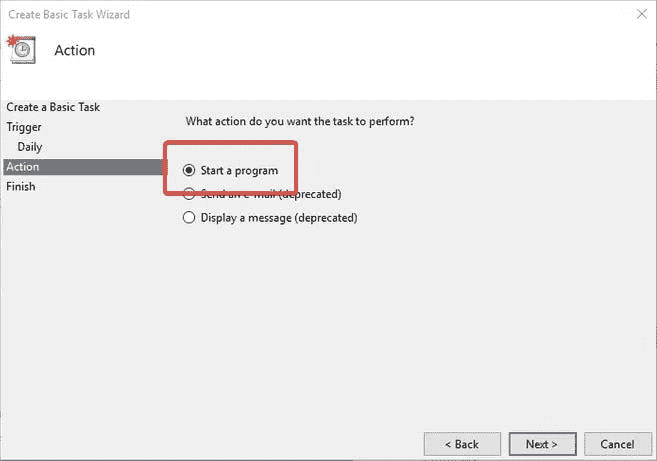 Create Basic Task Wizard
Action
Create a Basic Task
Trigger
Daily
Action
Finish
What action do you want the task to perform?
Start a program
Send an e-mail (deprecated)
Display a message (deprecated)
< Back
Next >
Cancel